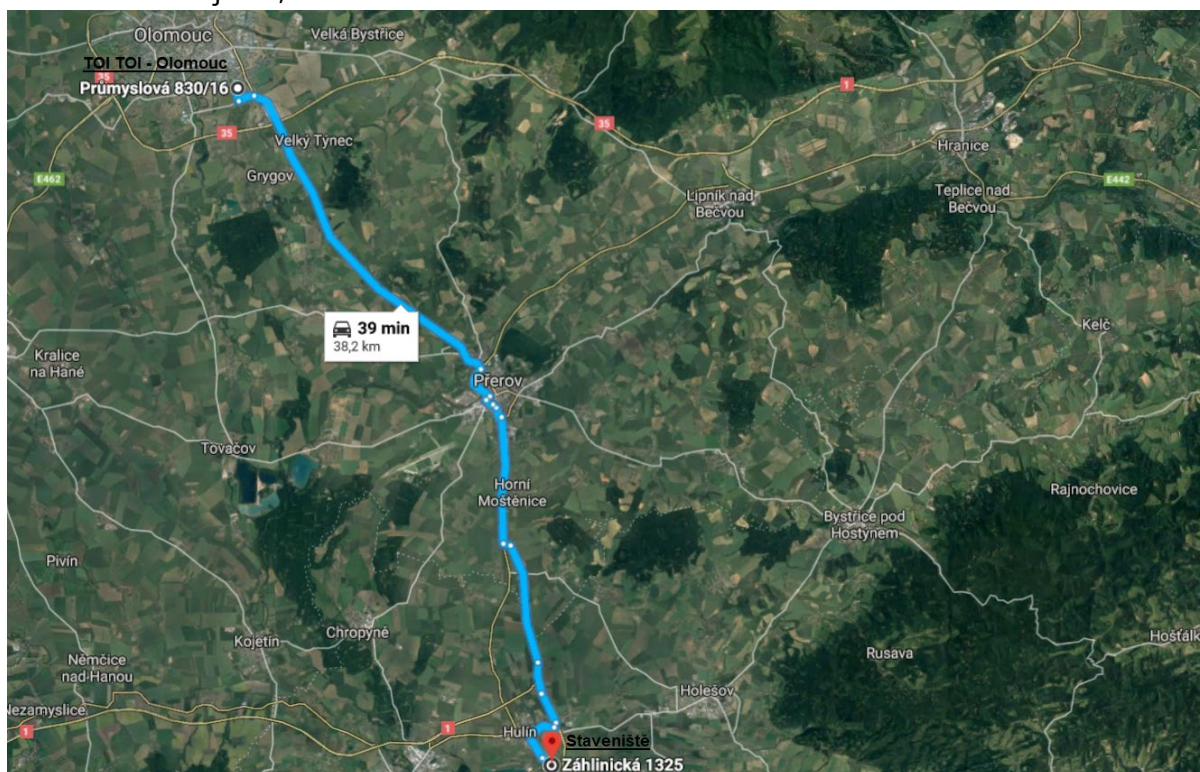 Olomouc
Velká Bystřice
TOI TOI - Olomouc
35
Průmyslová 830/16
1
35
35
Velký Týnec
Hranice
Grygov
E462
E442
Lipník nad
Bečvou
Teplice nad
Bečvou
39 min
38,2 km
Kelč
Kralice
na Hané
Přerov
Tovačov
Horní
Moštěnice
Rajnochovice
Bystřice pod
Hostýnem
Pivín
Chropyně
Kojetín
Hošťálk
Rusava
Němčice
nad Hanou
Holešov
Nezamyslice
1
1
Hulín
Staveniště
Záhlinická 1325